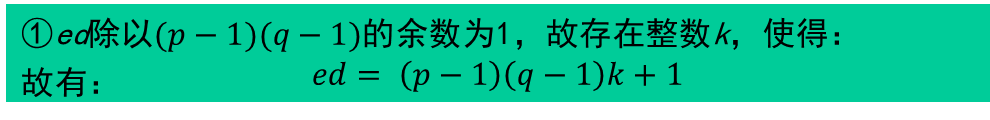 ①ed除以(p − 1)(q − 1)的余数为1，故存在整数k，使得：
故有： ed = (p − 1)(q − 1)k + 1